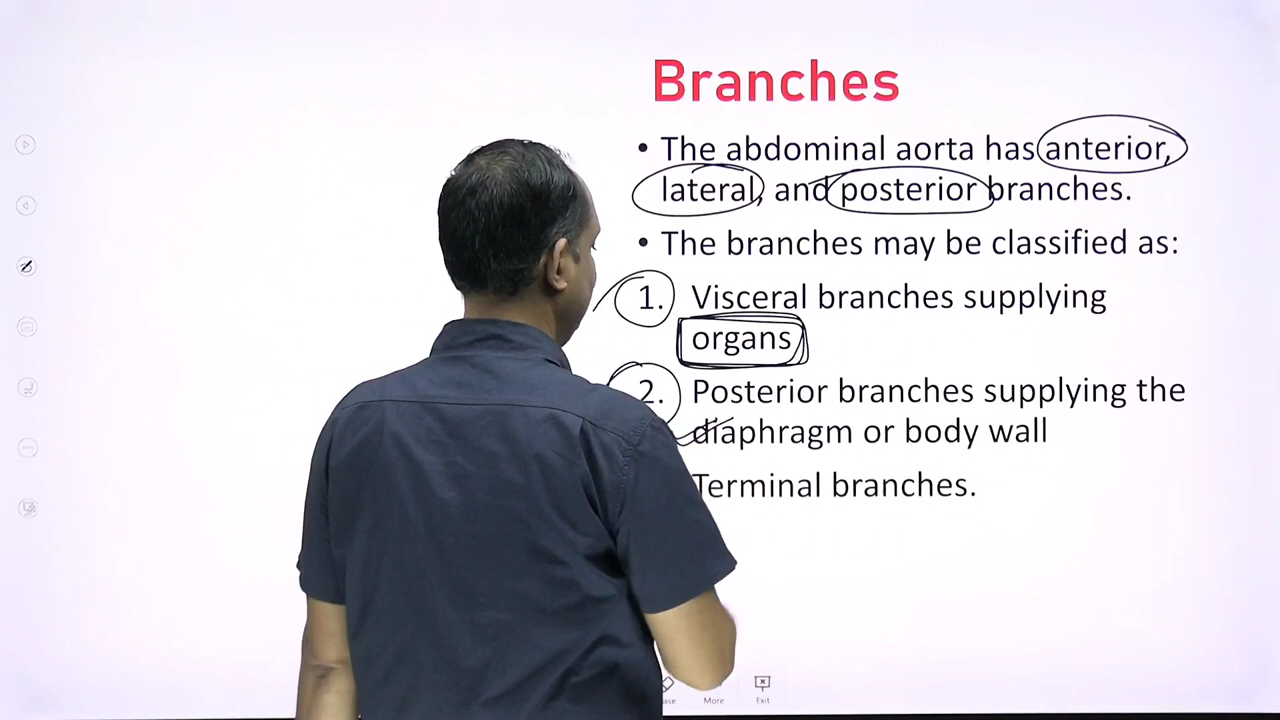 Branches
• The abdominal aorta has anterior,
lateral, and posterior branches.
• The branches may be classified as:
1. Visceral branches supplying
organs
2. Posterior branches supplying the
diaphragm or body wall
Terminal branches.
More
Exit